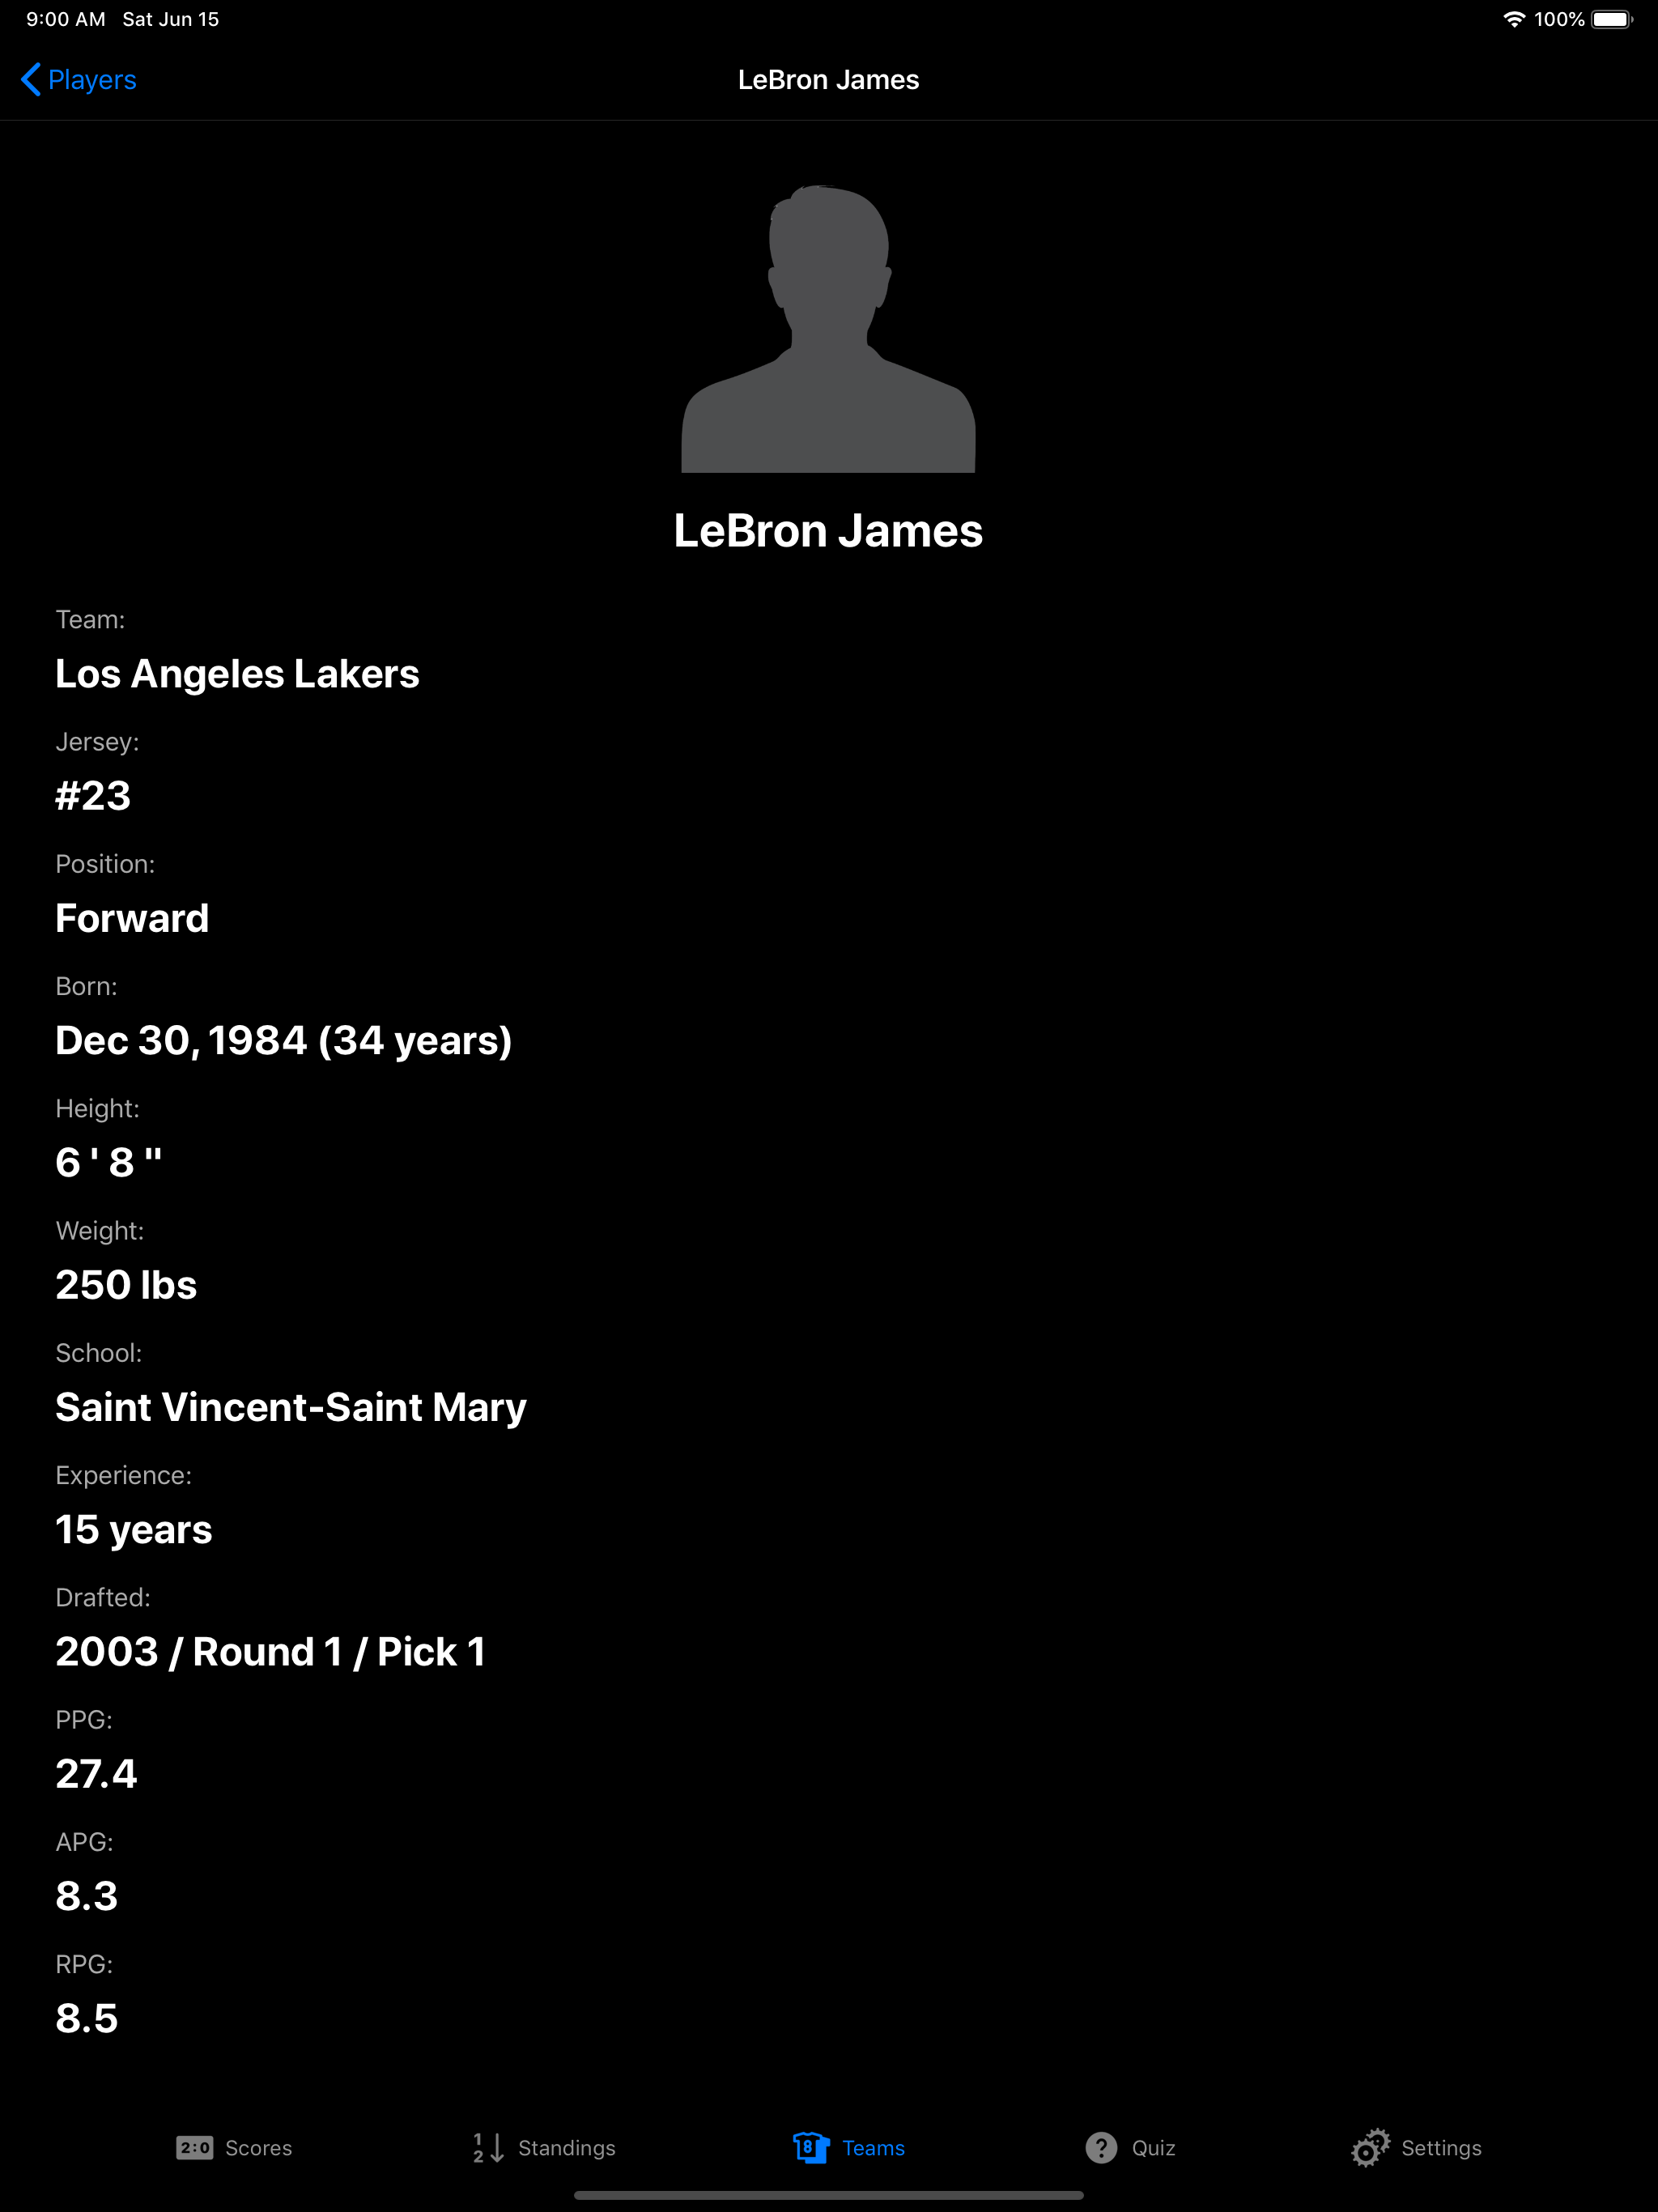 9:00 AM Sat Jun 15 100%
Players LeBron James
LeBron James
Team:
Los Angeles Lakers
Jersey:
#23
Position:
Forward
Born:
Dec 30, 1984 (34 years)
Height:
6 ' 8 "
Weight:
250 lbs
School:
Saint Vincent-Saint Mary
Experience:
15 years
Drafted:
2003 / Round 1 / Pick 1
PPG:
27.4
APG:
8.3
RPG:
8.5
2:0 Scores 1 2 Standings 8 Teams ? Quiz Settings